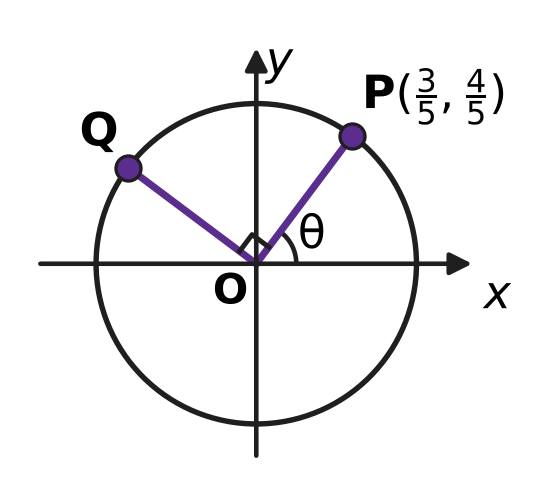 y
P(3/5, 4/5)
Q
θ
O
x